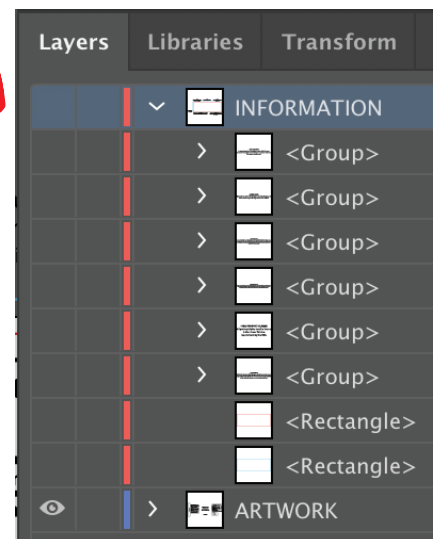 Layers Libraries Transform
INFORMATION
<Group>
<Group>
<Group>
<Group>
<Group>
<Group>
<Rectangle>
<Rectangle>
ARTWORK